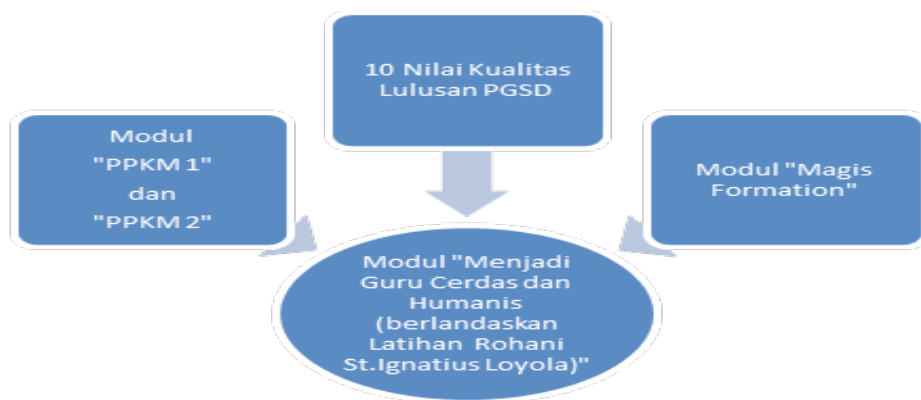 10 Nilai Kualitas
Lulusan PGSD
Modul
"PPKM 1"
dan
"PPKM 2"
Modul "Magis
Formation"
Modul "Menjadi
Guru Cerdas dan
Humanis
(berlandaskan
Latihan Rohani
St.Ignatius Loyola)"